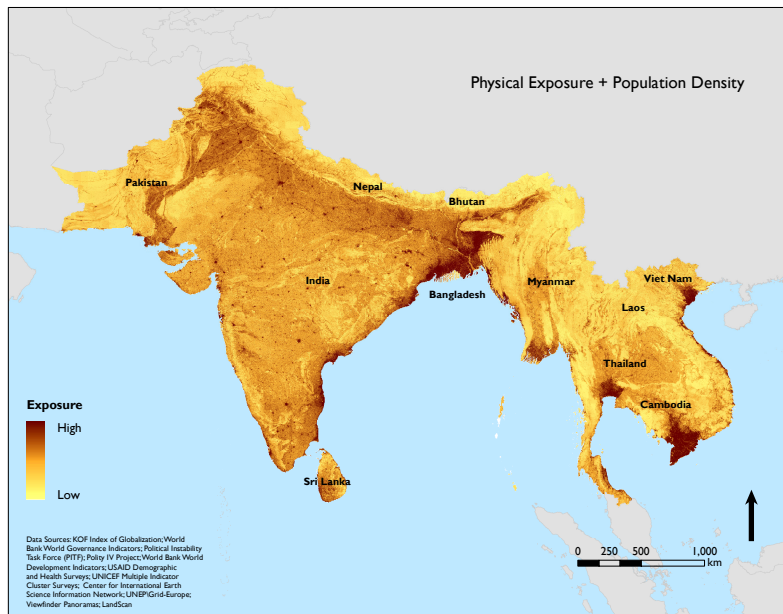 Physical Exposure + Population Density
Pakistan
Nepal
Bhutan
India
Bangladesh
Myanmar
Viet Nam
Laos
Thailand
Cambodia
Sri Lanka
Exposure
High
Low
Data Sources: KOF Index of Globalization; World
Bank World Governance Indicators; Political Instability
Task Force (PITF); Polity IV Project; World Bank World
Development Indicators; USAID Demographic
and Health Surveys; UNICEF Multiple Indicator
Cluster Surveys; Center for International Earth
Science Information Network; UNEP\Grid-Europe;
Viewfinder Panoramas; LandScan
0 250 500 1,000
km